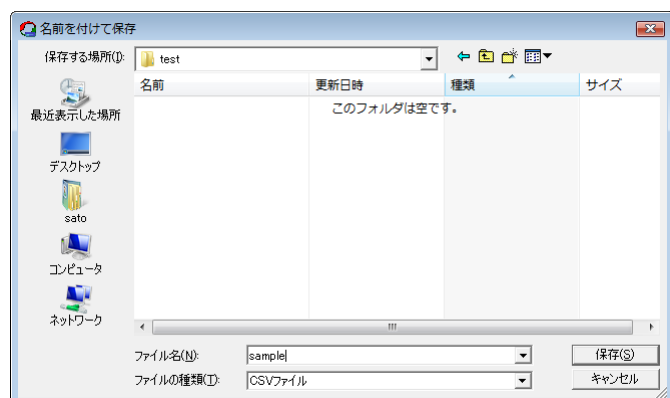 名前を付けて保存
保存する場所(I):
test
名前 更新日時 種類 サイズ
このフォルダは空です。
最近表示した場所
デスクトップ
sato
コンピュータ
ネットワーク
ファイル名(N): sample 保存(S)
ファイルの種類(T): CSVファイル キャンセル